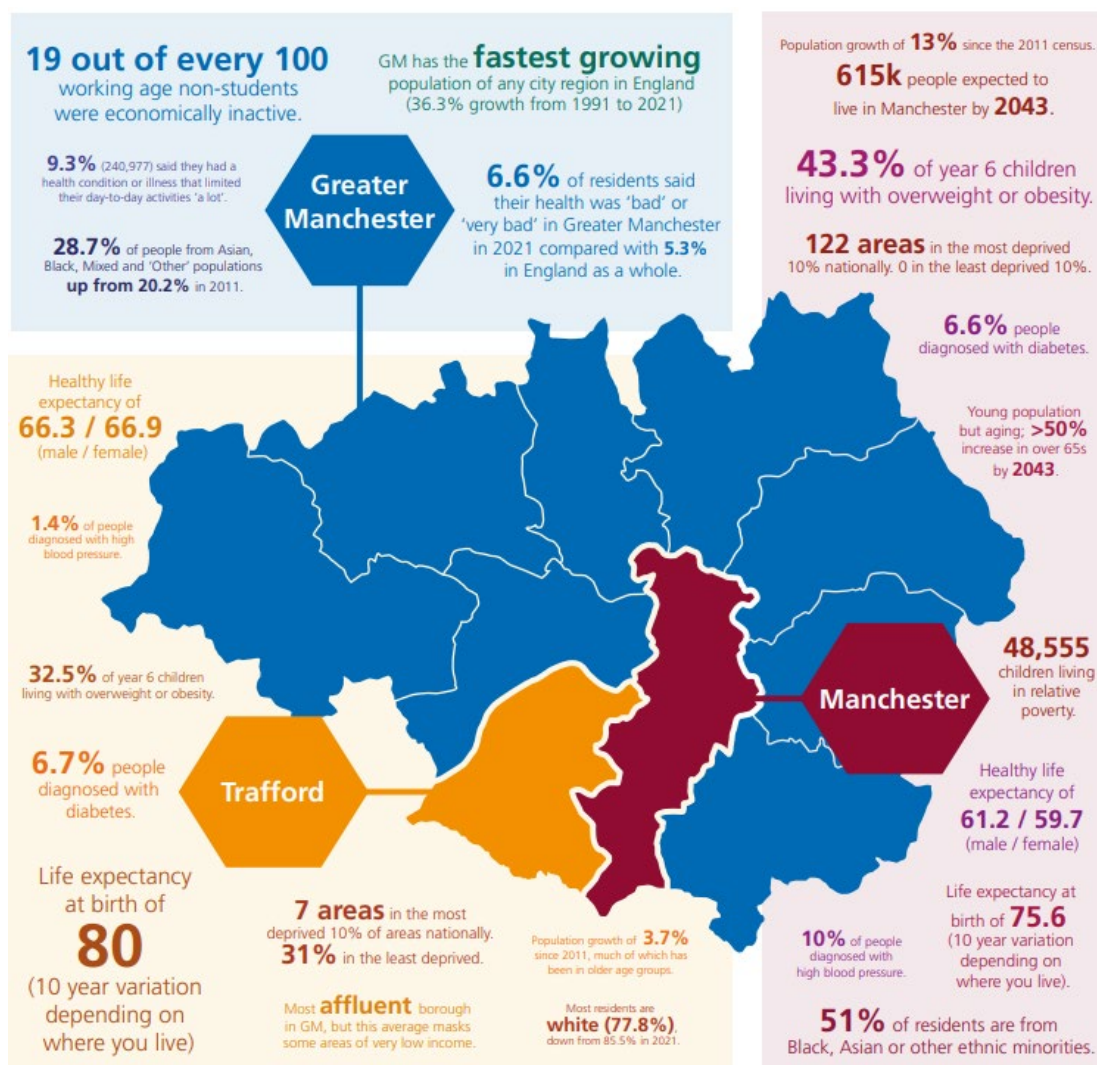 19 out of every 100
working age non-students
were economically inactive.
GM has the fastest growing
population of any city region in England
(36.3% growth from 1991 to 2021)
9.3% (240,977) said they had a
health condition or illness that limited
their day-to-day activities ‘a lot’.
28.7% of people from Asian,
Black, Mixed and ‘Other’ populations
up from 20.2% in 2011.
Greater
Manchester
6.6% of residents said
their health was ‘bad’ or
‘very bad’ in Greater Manchester
in 2021 compared with 5.3%
in England as a whole.
Population growth of 13% since the 2011 census.
615k people expected to
live in Manchester by 2043.
43.3% of year 6 children
living with overweight or obesity.
122 areas in the most deprived
10% nationally. 0 in the least deprived 10%.
6.6% people
diagnosed with diabetes.
Young population
but aging; >50%
increase in over 65s
by 2043.
48,555
children living
in relative
poverty.
Manchester
Healthy life
expectancy of
61.2 / 59.7
(male / female)
Life expectancy at
birth of 75.6
(10 year variation
depending on
where you live).
10% of people
diagnosed with
high blood pressure.
51% of residents are from
Black, Asian or other ethnic minorities.
Healthy life
expectancy of
66.3 / 66.9
(male / female)
1.4% of people
diagnosed with high
blood pressure.
32.5% of year 6 children
living with overweight or obesity.
6.7% people
diagnosed with
diabetes.
Trafford
Life expectancy
at birth of
80
(10 year variation
depending on
where you live)
7 areas in the most
deprived 10% of areas nationally.
31% in the least deprived.
Most affluent borough
in GM, but this average masks
some areas of very low income.
Population growth of 3.7%
since 2011, much of which has
been in older age groups.
Most residents are
white (77.8%),
down from 85.5% in 2021.